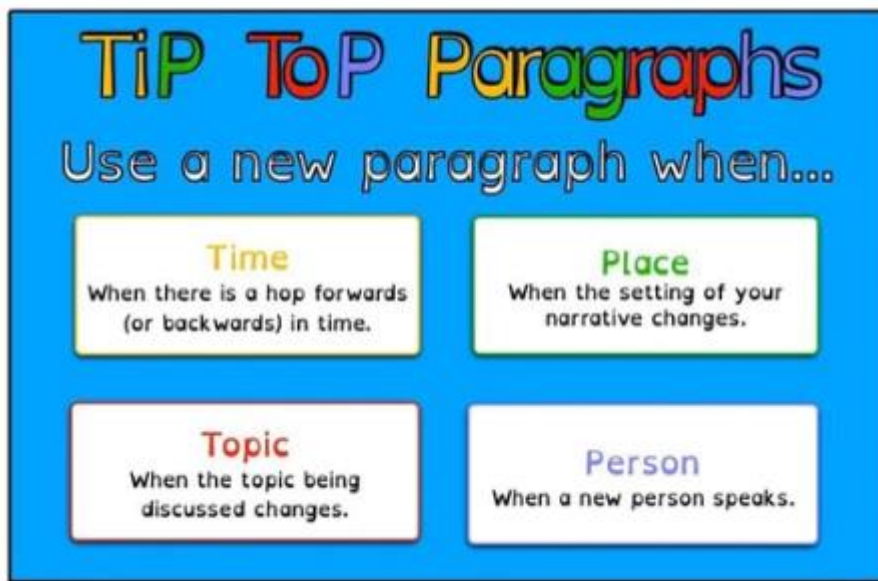 TiP ToP Paragraphs
Use a new paragraph when...
Time
When there is a hop forwards
(or backwards) in time.
Place
When the setting of your
narrative changes.
Topic
When the topic being
discussed changes.
Person
When a new person speaks.